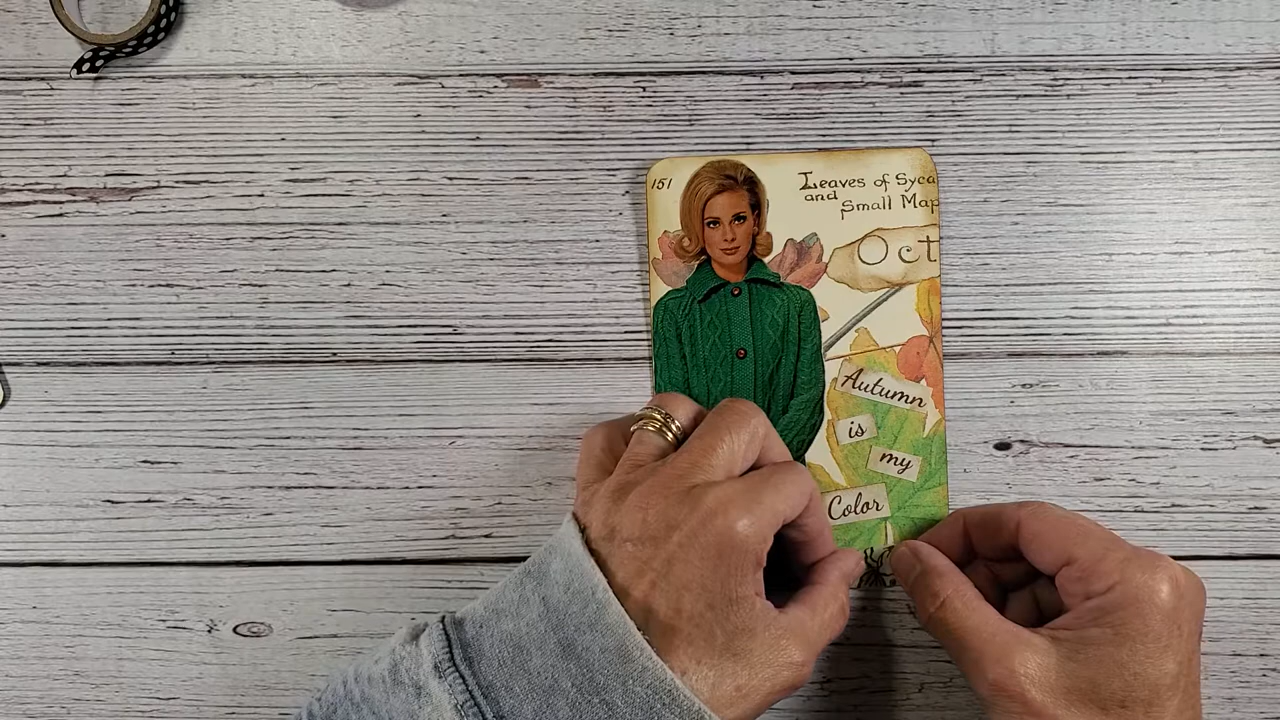 151
Leaves of Syca
and
Small Map
Oct
Autumn
is
my
Color